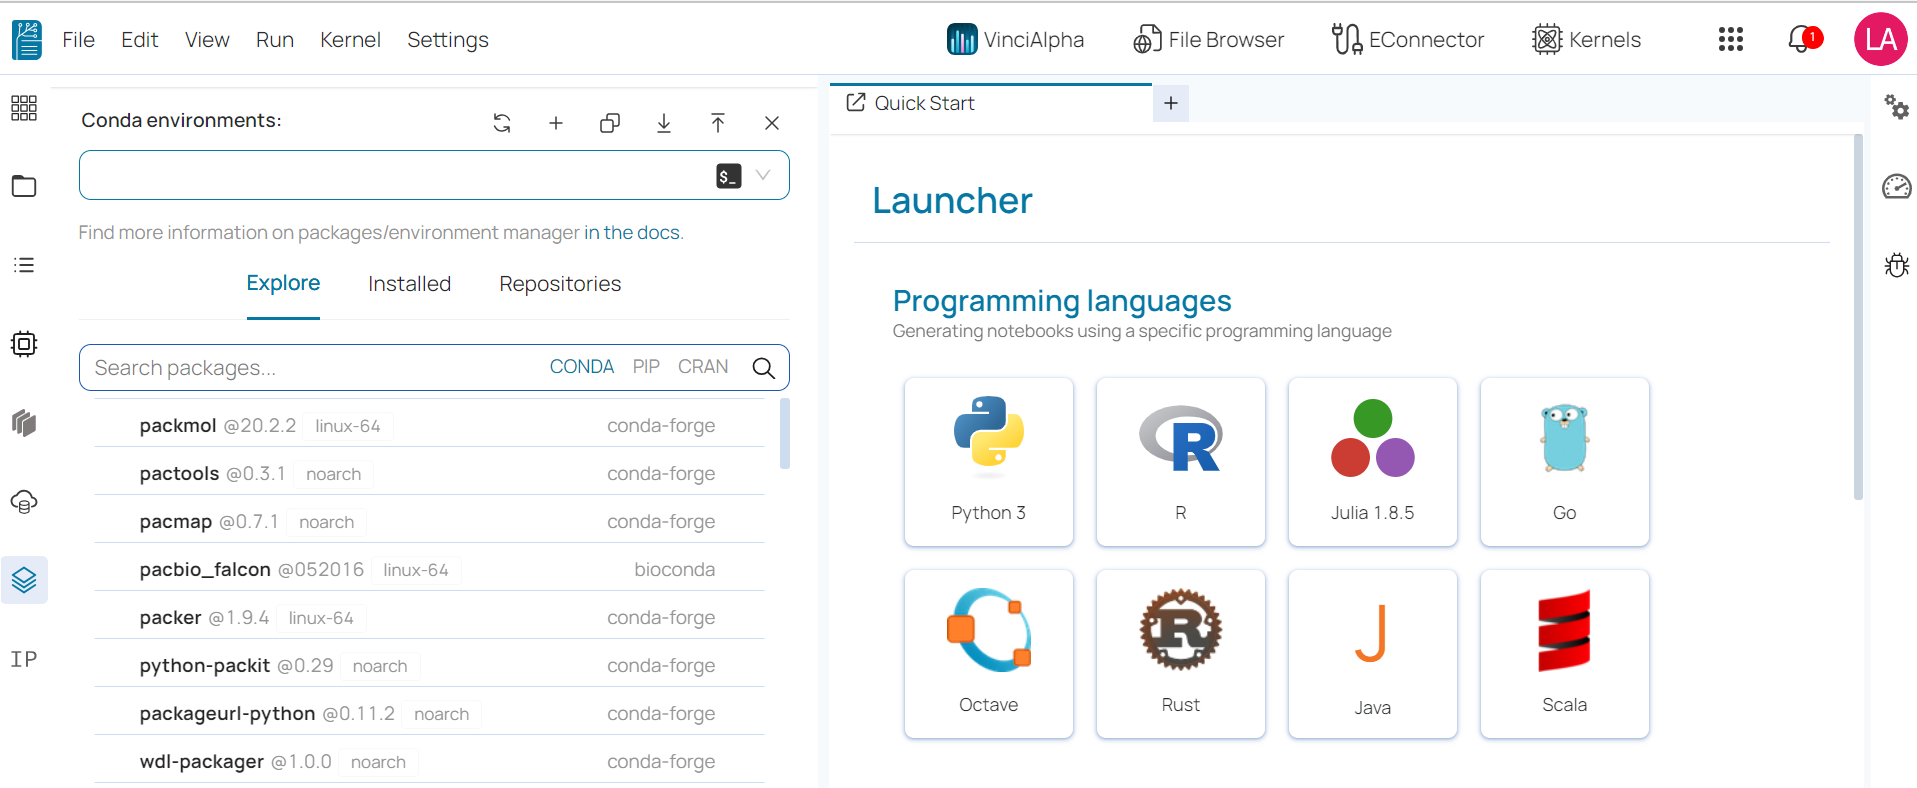 File Edit View Run Kernel Settings VinciAlpha File Browser EConnector Kernels 1 LA
Conda environments:
$_
Find more information on packages/environment manager in the docs.
Explore Installed Repositories
Search packages... CONDA PIP CRAN
packmol @20.2.2 linux-64 conda-forge
pactools @0.3.1 noarch conda-forge
pacmap @0.7.1 noarch conda-forge
pacbio_falcon @052016 linux-64 bioconda
packer @1.9.4 linux-64 conda-forge
python-packit @0.29 noarch conda-forge
packageurl-python @0.11.2 noarch conda-forge
wdl-packager @1.0.0 noarch conda-forge
IP
Quick Start +
Launcher
Programming languages
Generating notebooks using a specific programming language
Python 3 R Julia 1.8.5 Go
R
J
Octave Rust Java Scala